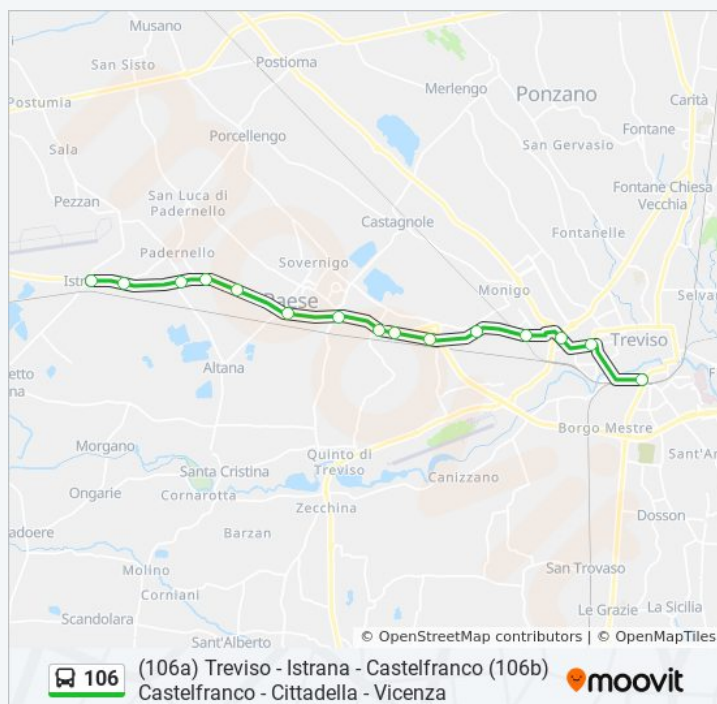 Musano
San Sisto
Postioma
Ponzano
Carità
Postumia
Merlengo
Fontane
Sala
Porcellengo
San Gervasio
Pezzan
San Luca di
Padernello
Fontane Chiesa
Vecchia
Castagnole
Fontanelle
Padernello
Sovernigo
Monigo
Istr
Paese
Selva
Treviso
Altana
Borgo Mestre
Morgano
Quinto di
Treviso
Sant'A
Santa Cristina
Canizzano
Ongarie
Cornarotta
Zecchina
Dosson
adoere
Barzan
Molino
San Trovaso
Corniani
Le Grazie
La Sicilia
Scandolara
Sant'Alberto
© OpenStreetMap contributors | © OpenMapTiles
106
(106a) Treviso - Istrana - Castelfranco (106b)
Castelfranco - Cittadella - Vicenza
moovit